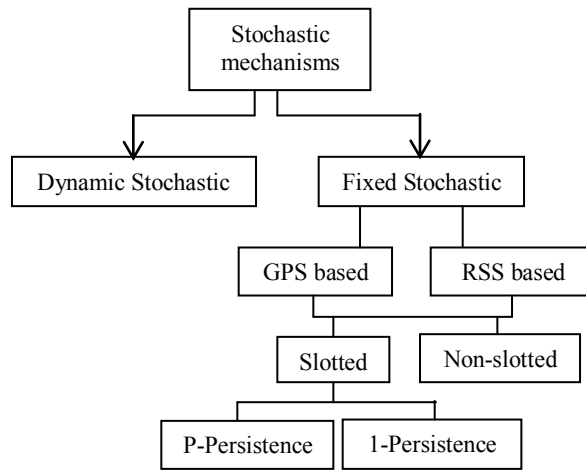 Stochastic
mechanisms
Dynamic Stochastic
Fixed Stochastic
GPS based
RSS based
Slotted
Non-slotted
P-Persistence
1-Persistence